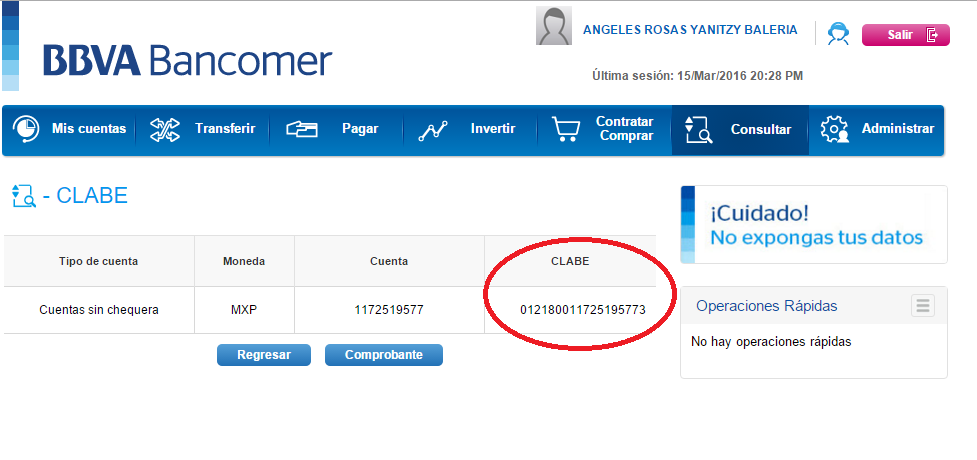 BBVA Bancomer
ANGELES ROSAS YANITZY BALERIA
Salir
Última sesión: 15/Mar/2016 20:28 PM
Mis cuentas
Transferir
Pagar
Invertir
Contratar
Comprar
Consultar
Administrar
- CLABE
¡Cuidado!
No expongas tus datos
Tipo de cuenta Moneda Cuenta CLABE
Cuentas sin chequera MXP 1172519577 012180011725195773
Regresar
Comprobante
Operaciones Rápidas
No hay operaciones rápidas